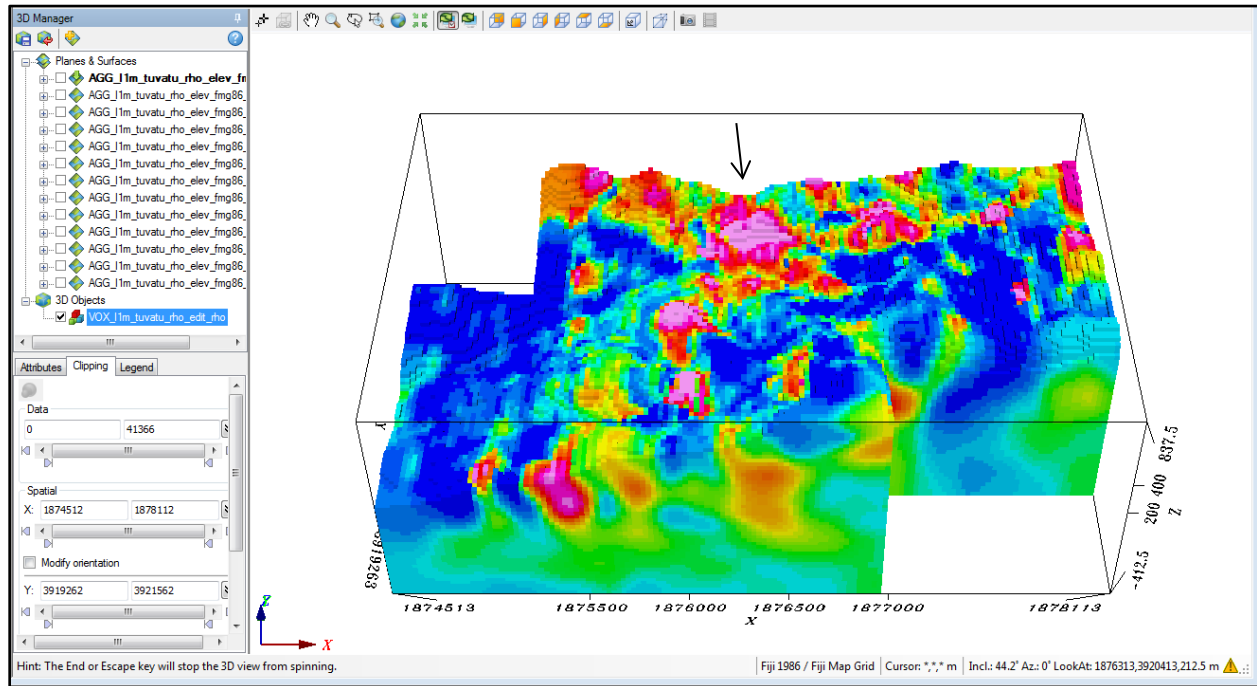 3D Manager
Planes & Surfaces
AGG_l1m_tuvatu_rho_elev_fm
AGG_l1m_tuvatu_rho_elev_fmg86_
AGG_l1m_tuvatu_rho_elev_fmg86_
AGG_l1m_tuvatu_rho_elev_fmg86_
AGG_l1m_tuvatu_rho_elev_fmg86_
AGG_l1m_tuvatu_rho_elev_fmg86_
AGG_l1m_tuvatu_rho_elev_fmg86_
AGG_l1m_tuvatu_rho_elev_fmg86_
AGG_l1m_tuvatu_rho_elev_fmg86_
AGG_l1m_tuvatu_rho_elev_fmg86_
AGG_l1m_tuvatu_rho_elev_fmg86_
AGG_l1m_tuvatu_rho_elev_fmg86_
AGG_l1m_tuvatu_rho_elev_fmg86_
3D Objects
VOX_l1m_tuvatu_rho_edit_rho
Attributes Clipping Legend
Data
0 41366
Spatial
X: 1874512 1878112
Modify orientation
Y: 3919262 3921562
Y
3919263
837.5
400
200
Z
-412.5
1874513 1875500 1876000 1876500 1877000 1878113
X
Z
X
Hint: The End or Escape key will stop the 3D view from spinning.
Fiji 1986 / Fiji Map Grid Cursor: *,*,* m Incl.: 44.2° Az.: 0° LookAt: 1876313,3920413,212.5 m